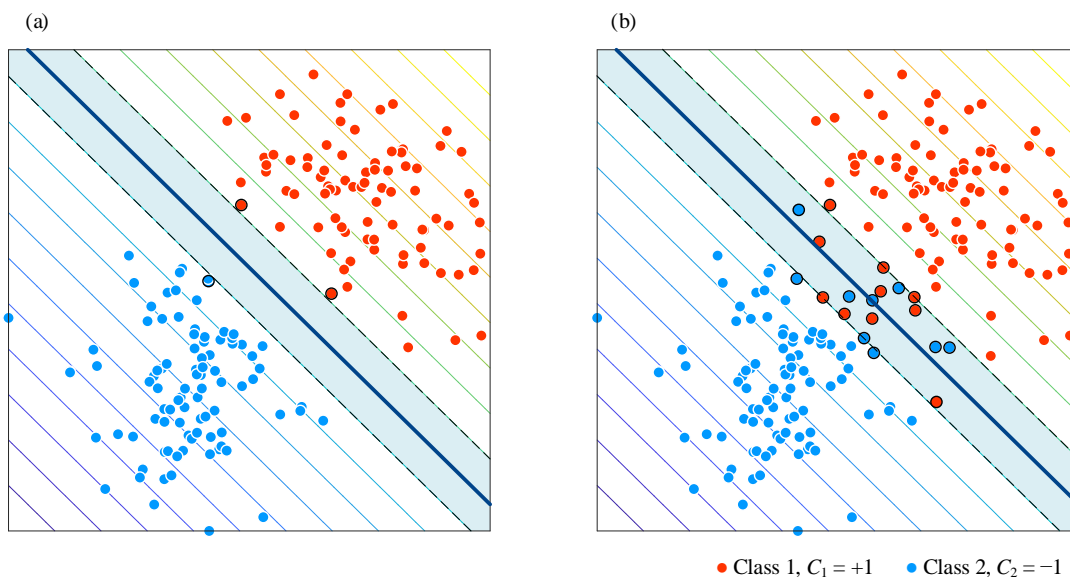 (a)
(b)
Class 1, C₁ = +1
Class 2, C₂ = −1